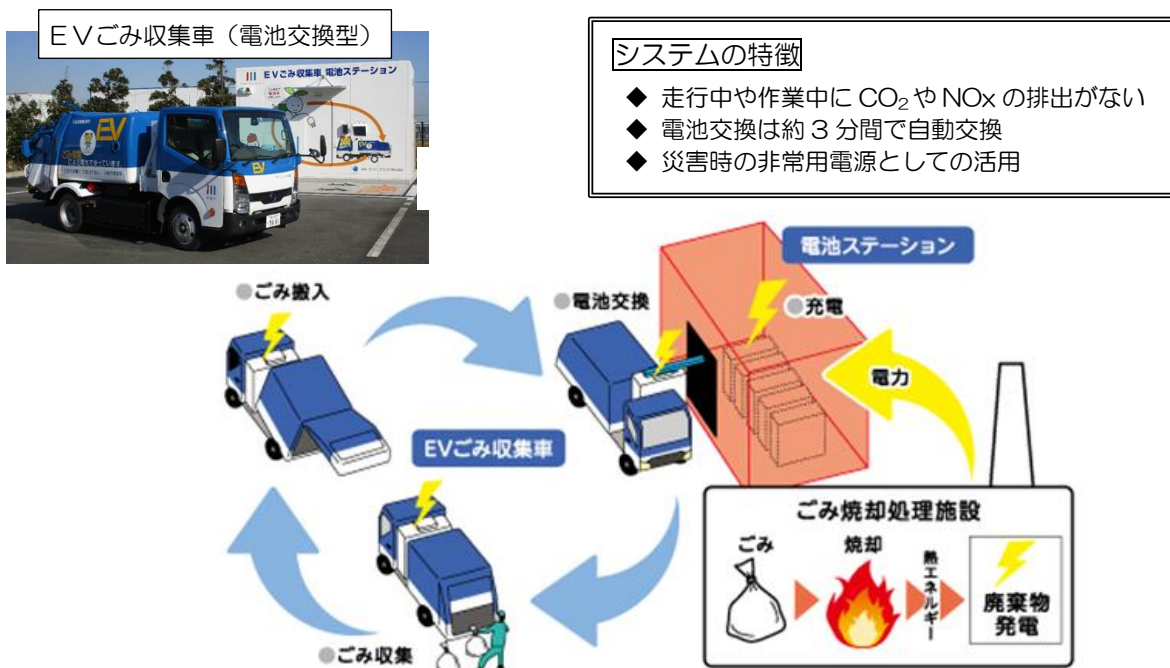 EVごみ収集車（電池交換型）
EVごみ収集車 電池ステーション
EV
システムの特徴
◆ 走行中や作業中に CO₂や NOx の排出がない
◆ 電池交換は約 3 分間で自動交換
◆ 災害時の非常用電源としての活用
電池ステーション
●ごみ搬入
●電池交換
●充電
電力
EVごみ収集車
●ごみ収集
ごみ焼却処理施設
ごみ
焼却
熱エネルギー
廃棄物
発電